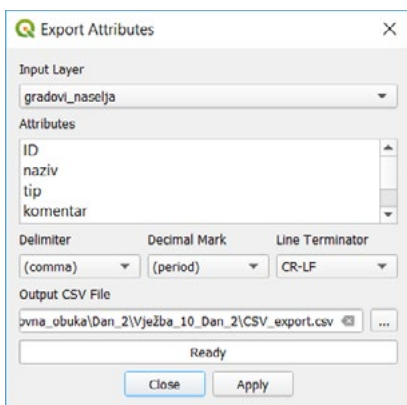 Export Attributes
Input Layer
gradovi_naselja
Attributes
ID
naziv
tip
komentar
Delimiter Decimal Mark Line Terminator
(comma) (period) CR-LF
Output CSV File
ovna_obuka\Dan_2\Vježba_10_Dan_2\CSV_export.csv ...
Ready
Close Apply